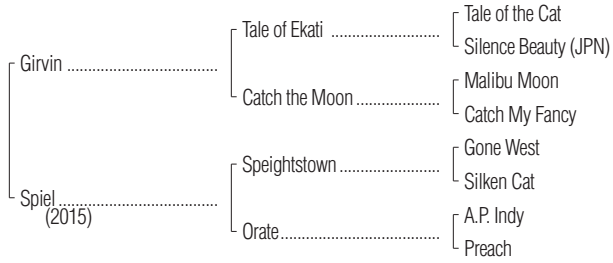 Tale of the Cat
Tale of Ekati ..............................
Silence Beauty (JPN)
Girvin .........................................................
Malibu Moon
Catch the Moon ...........................
Catch My Fancy
Gone West
Speightstown ...............................
Silken Cat
Spiel ............................................................
(2015)
A.P. Indy
Orate ................................................
Preach